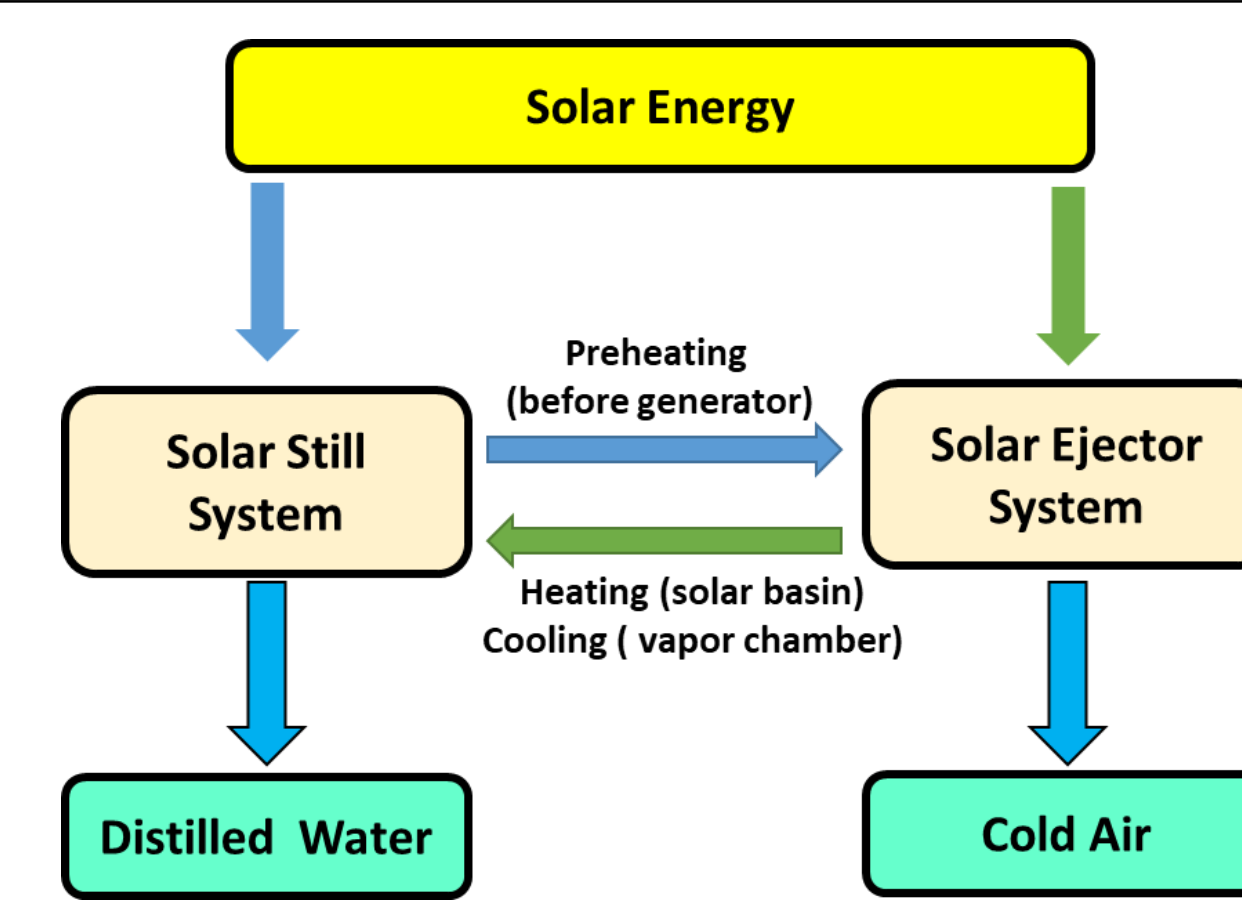 Solar Energy
Preheating
(before generator)
Solar Still
System
Solar Ejector
System
Heating (solar basin)
Cooling ( vapor chamber)
Distilled  Water
Cold Air